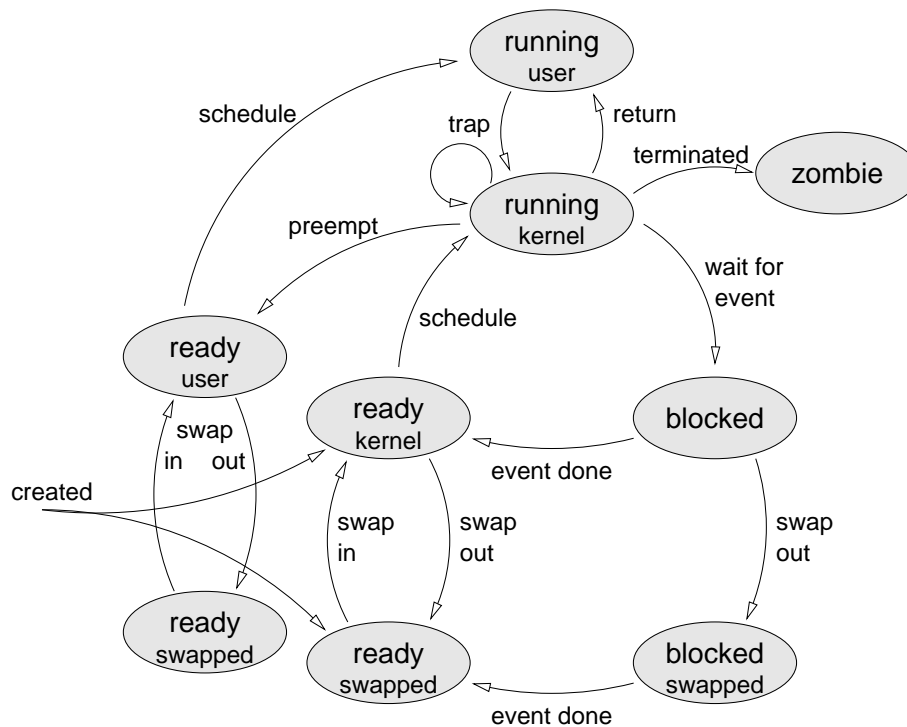 running
user
schedule
trap
return
terminated
zombie
running
kernel
preempt
wait for
event
schedule
ready
user
ready
kernel
blocked
swap
in out
event done
created
swap
in
swap
out
swap
out
ready
swapped
ready
swapped
blocked
swapped
event done